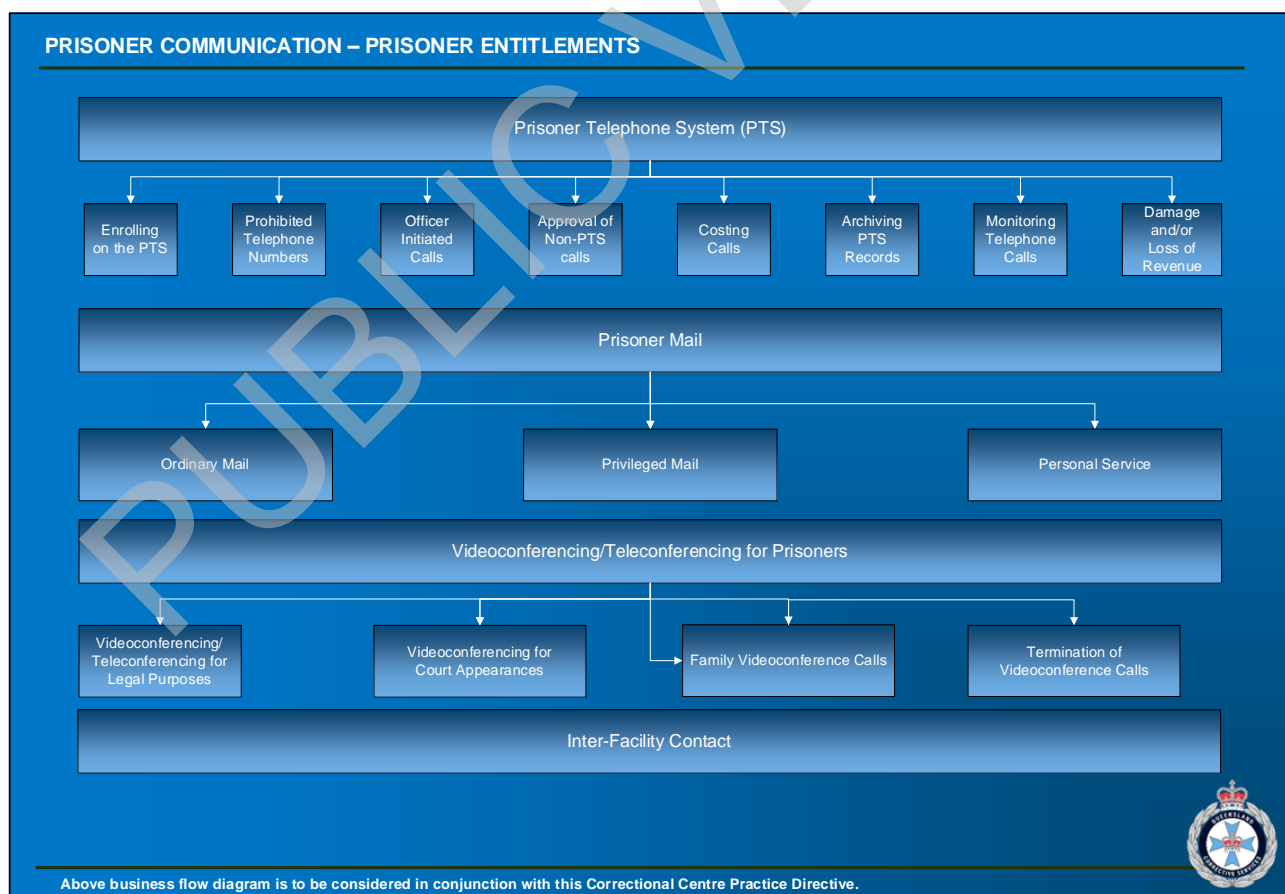 PRISONER COMMUNICATION – PRISONER ENTITLEMENTS
Prisoner Telephone System (PTS)
Enrolling
on the PTS
Prohibited
Telephone
Numbers
Officer
Initiated
Calls
Approval of
Non-PTS
calls
Costing
Calls
Archiving
PTS
Records
Monitoring
Telephone
Calls
Damage
and/or
Loss of
Revenue
Prisoner Mail
Ordinary Mail
Privileged Mail
Personal Service
Videoconferencing/Teleconferencing for Prisoners
Videoconferencing/
Teleconferencing for
Legal Purposes
Videoconferencing for
Court Appearances
Family Videoconference Calls
Termination of
Videoconference Calls
Inter-Facility Contact
QUEENSLAND
CORRECTIVE SERVICES
Above business flow diagram is to be considered in conjunction with this Correctional Centre Practice Directive.
PUBLIC